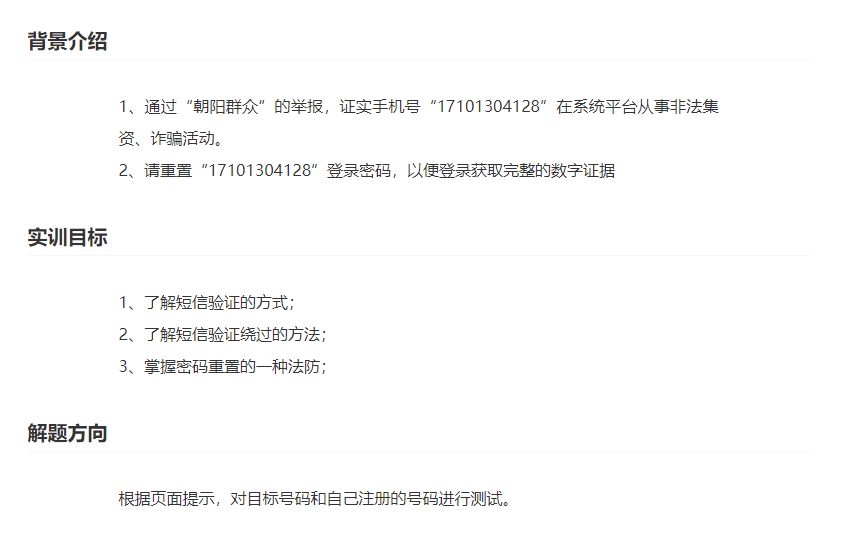 背景介绍
1、通过“朝阳群众”的举报，证实手机号“17101304128”在系统平台从事非法集
资、诈骗活动。
2、请重置“17101304128”登录密码，以便登录获取完整的数字证据
实训目标
1、了解短信验证的方式；
2、了解短信验证绕过的方法；
3、掌握密码重置的一种法防；
解题方向
根据页面提示，对目标号码和自己注册的号码进行测试。